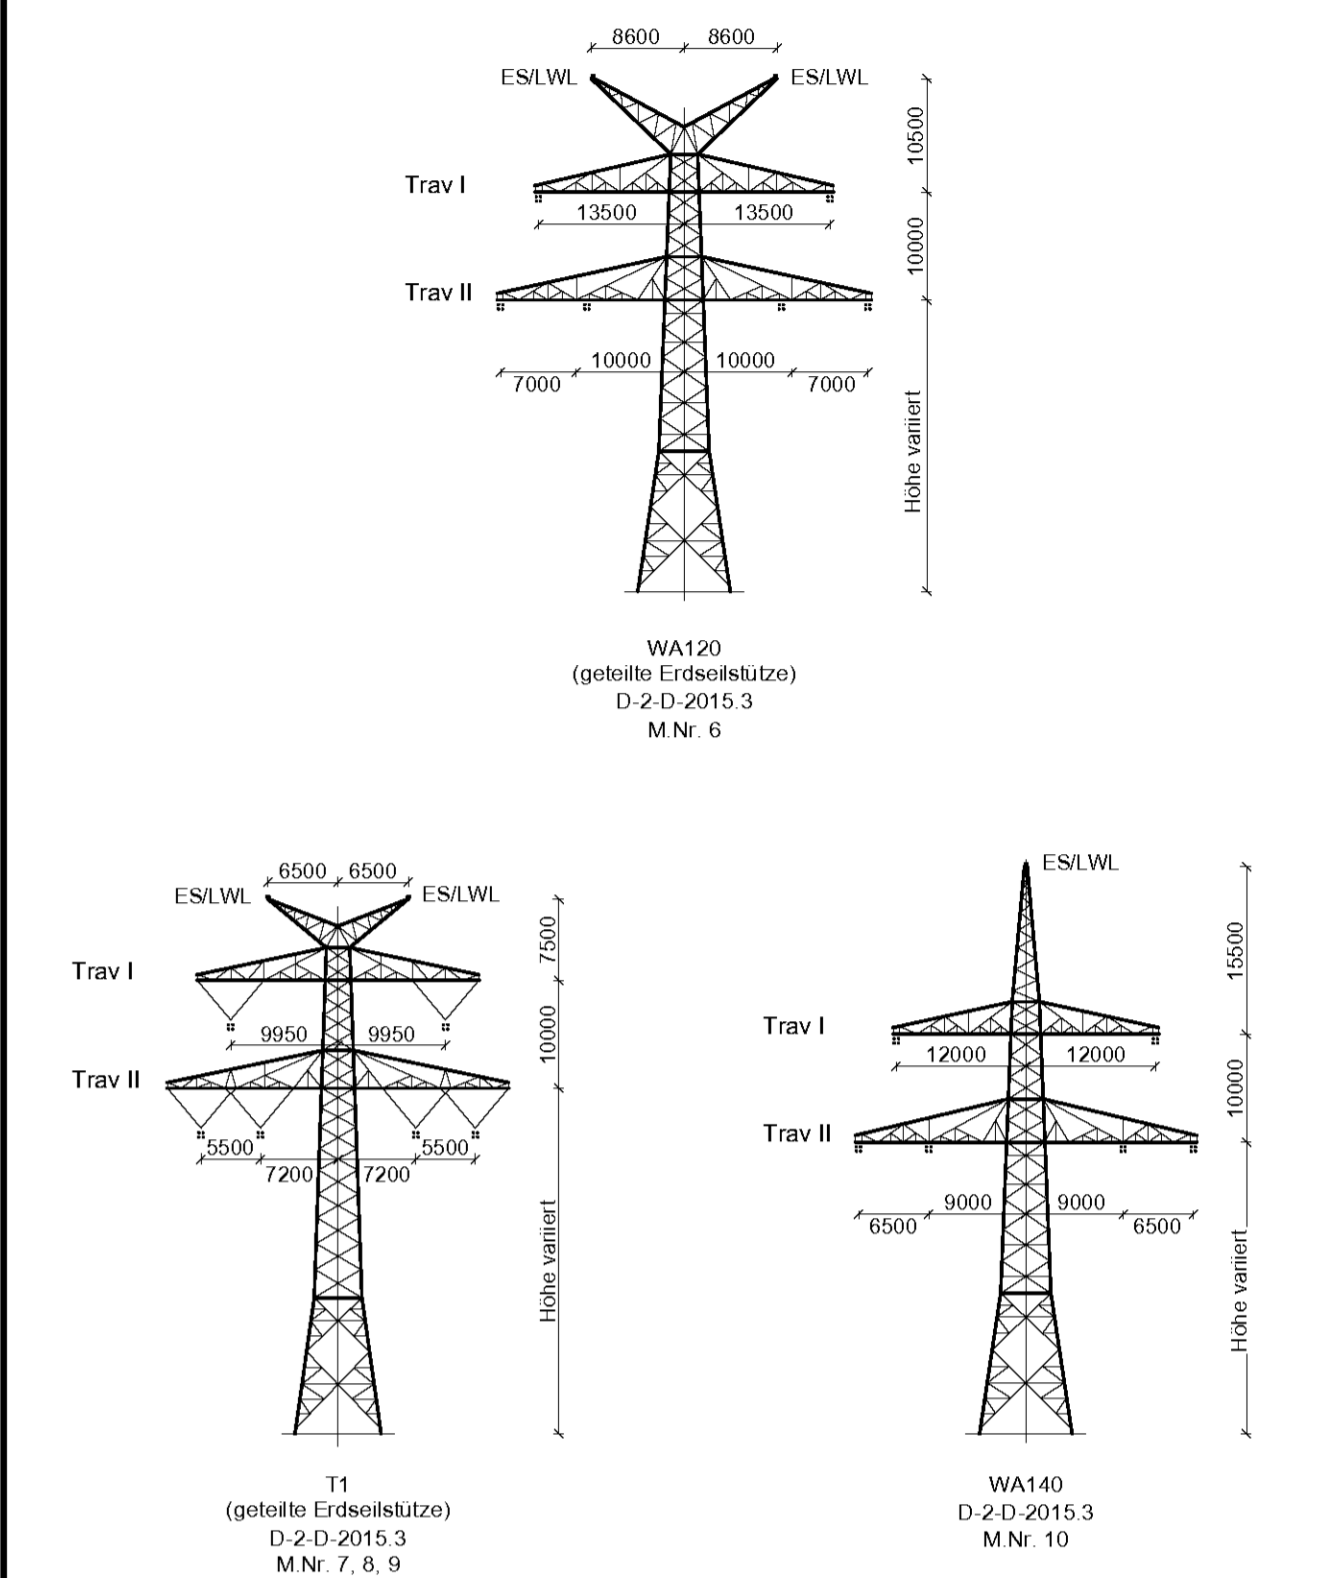 8600 8600
ES/LWL ES/LWL
10500
Trav I
13500 13500
10000
Trav II
10000 10000
7000 7000
Höhe variiert
WA120
(geteilte Erdseilstütze)
D-2-D-2015.3
M.Nr. 6
6500 6500
ES/LWL ES/LWL
7500
Trav I
9950 9950
10000
Trav II
5500 5500
7200 7200
Höhe variiert
T1
(geteilte Erdseilstütze)
D-2-D-2015.3
M.Nr. 7, 8, 9
ES/LWL
15500
Trav I
12000 12000
10000
Trav II
9000 9000
6500 6500
Höhe variiert
WA140
D-2-D-2015.3
M.Nr. 10